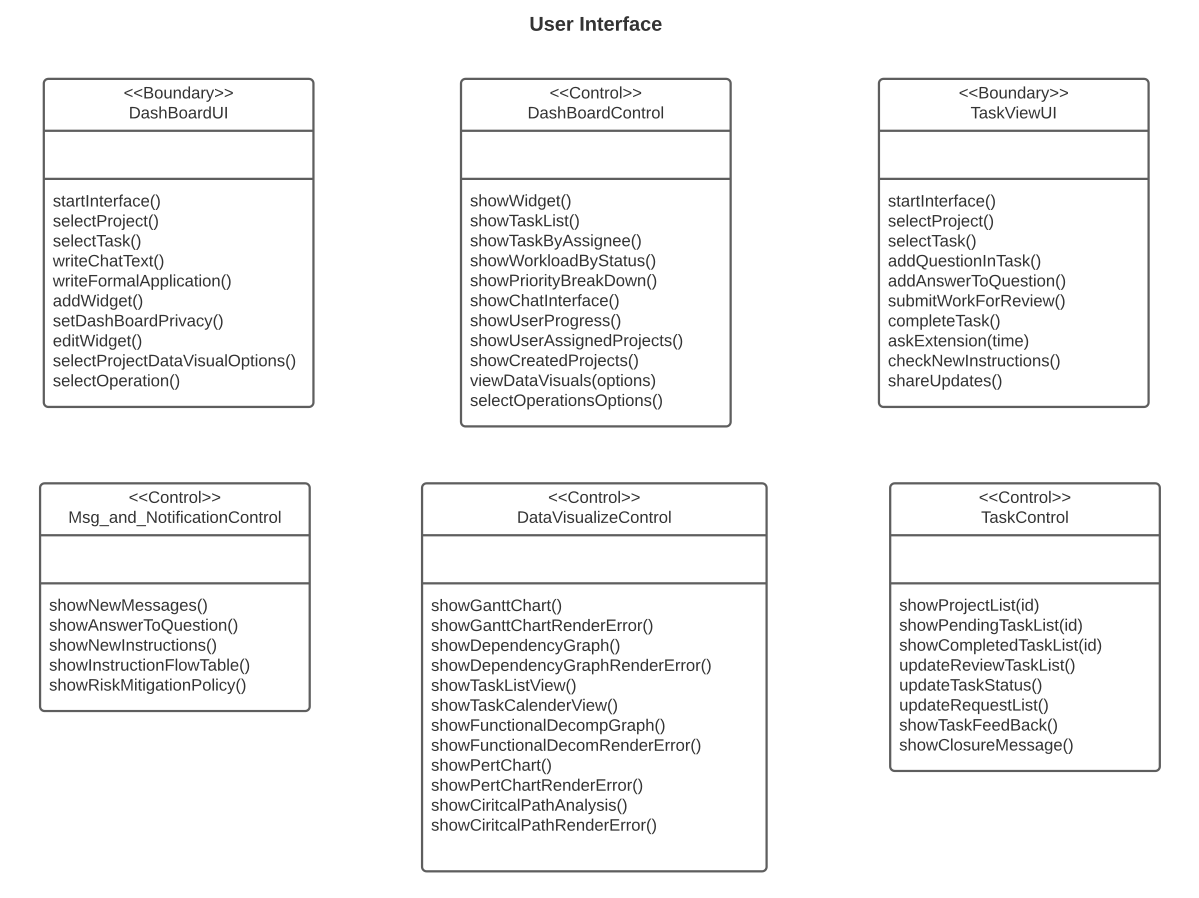 User Interface
<<Boundary>>
DashBoardUI
startInterface()
selectProject()
selectTask()
writeChatText()
writeFormalApplication()
addWidget()
setDashBoardPrivacy()
editWidget()
selectProjectDataVisualOptions()
selectOperation()
<<Control>>
DashBoardControl
showWidget()
showTaskList()
showTaskByAssignee()
showWorkloadByStatus()
showPriorityBreakDown()
showChatInterface()
showUserProgress()
showUserAssignedProjects()
showCreatedProjects()
viewDataVisuals(options)
selectOperationsOptions()
<<Boundary>>
TaskViewUI
startInterface()
selectProject()
selectTask()
addQuestionInTask()
addAnswerToQuestion()
submitWorkForReview()
completeTask()
askExtension(time)
checkNewInstructions()
shareUpdates()
<<Control>>
Msg_and_NotificationControl
showNewMessages()
showAnswerToQuestion()
showNewInstructions()
showInstructionFlowTable()
showRiskMitigationPolicy()
<<Control>>
DataVisualizeControl
showGanttChart()
showGanttChartRenderError()
showDependencyGraph()
showDependencyGraphRenderError()
showTaskListView()
showTaskCalenderView()
showFunctionalDecompGraph()
showFunctionalDecomRenderError()
showPertChart()
showPertChartRenderError()
showCiritcalPathAnalysis()
showCiritcalPathRenderError()
<<Control>>
TaskControl
showProjectList(id)
showPendingTaskList(id)
showCompletedTaskList(id)
updateReviewTaskList()
updateTaskStatus()
updateRequestList()
showTaskFeedBack()
showClosureMessage()